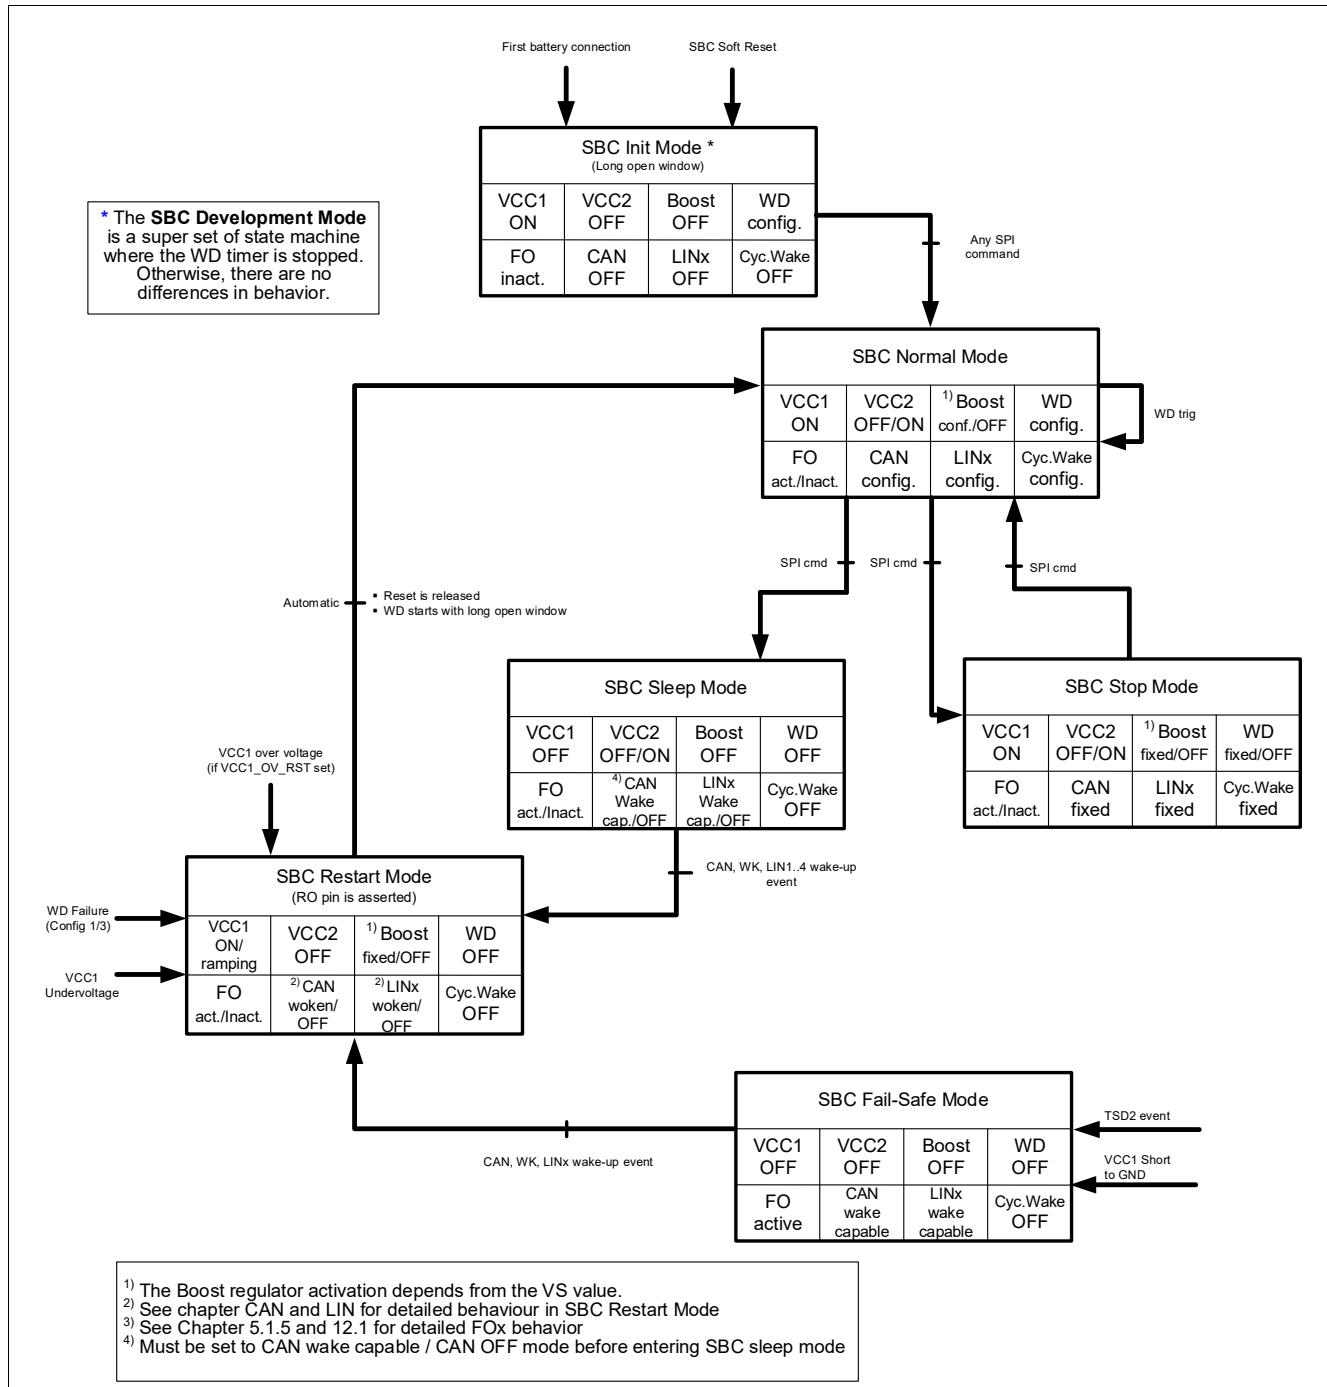 First battery connection
SBC Soft Reset
SBC Init Mode *
(Long open window)
VCC1
ON
VCC2
OFF
Boost
OFF
WD
config.
FO
inact.
CAN
OFF
LINx
OFF
Cyc.Wake
OFF
* The SBC Development Mode
is a super set of state machine
where the WD timer is stopped.
Otherwise, there are no
differences in behavior.
Any SPI
command
SBC Normal Mode
VCC1
ON
VCC2
OFF/ON
1) Boost
conf./OFF
WD
config.
FO
act./Inact.
CAN
config.
LINx
config.
Cyc.Wake
config.
WD trig
SPI cmd
SPI cmd
SPI cmd
Automatic
▪ Reset is released
▪ WD starts with long open window
SBC Sleep Mode
VCC1
OFF
VCC2
OFF/ON
Boost
OFF
WD
OFF
FO
act./Inact.
4) CAN
Wake
cap./OFF
LINx
Wake
cap./OFF
Cyc.Wake
OFF
SBC Stop Mode
VCC1
ON
VCC2
OFF/ON
1) Boost
fixed/OFF
WD
fixed/OFF
FO
act./Inact.
CAN
fixed
LINx
fixed
Cyc.Wake
fixed
VCC1 over voltage
(if VCC1_OV_RST set)
CAN, WK, LIN1..4 wake-up
event
SBC Restart Mode
(RO pin is asserted)
WD Failure
(Config 1/3)
VCC1
Undervoltage
VCC1
ON/
ramping
VCC2
OFF
1) Boost
fixed/OFF
WD
OFF
FO
act./Inact.
2) CAN
woken/
OFF
2) LINx
woken/
OFF
Cyc.Wake
OFF
SBC Fail-Safe Mode
VCC1
OFF
VCC2
OFF
Boost
OFF
WD
OFF
FO
active
CAN
wake
capable
LINx
wake
capable
Cyc.Wake
OFF
TSD2 event
VCC1 Short
to GND
CAN, WK, LINx wake-up event
1) The Boost regulator activation depends from the VS value.
2) See chapter CAN and LIN for detailed behaviour in SBC Restart Mode
3) See Chapter 5.1.5 and 12.1 for detailed FOx behavior
4) Must be set to CAN wake capable / CAN OFF mode before entering SBC sleep mode